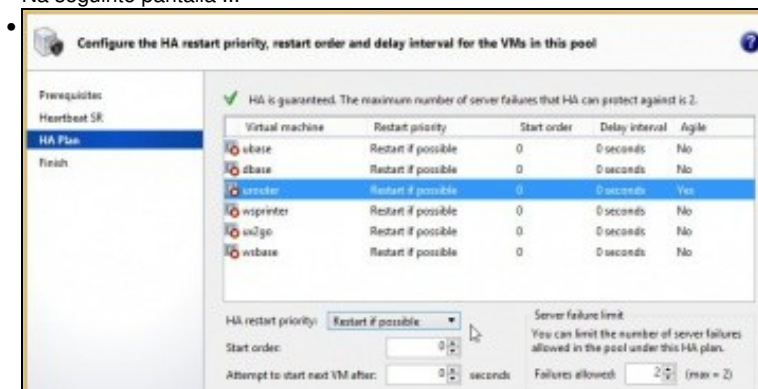 Na seguinte pantalla ...
Configure the HA restart priority, restart order and delay interval for the VMs in this pool
Prerequisites
Heartbeat SR
HA Plan
Finish
HA is guaranteed. The maximum number of server failures that HA can protect against is 2.
Virtual machine Restart priority Start order Delay interval Agile
ubase Restart if possible 0 0 seconds No
dbase Restart if possible 0 0 seconds No
urouter Restart if possible 0 0 seconds Yes
wsprinter Restart if possible 0 0 seconds No
Restart if possible 0 0 seconds No
wsbase Restart if possible 0 0 seconds No
HA restart priority: Restart if possible
Start order: 0
Attempt to start next VM after: 0 seconds
Server failure limit
You can limit the number of server failures
allowed in the pool under this HA plan.
Failures allowed: 2 (max = 2)